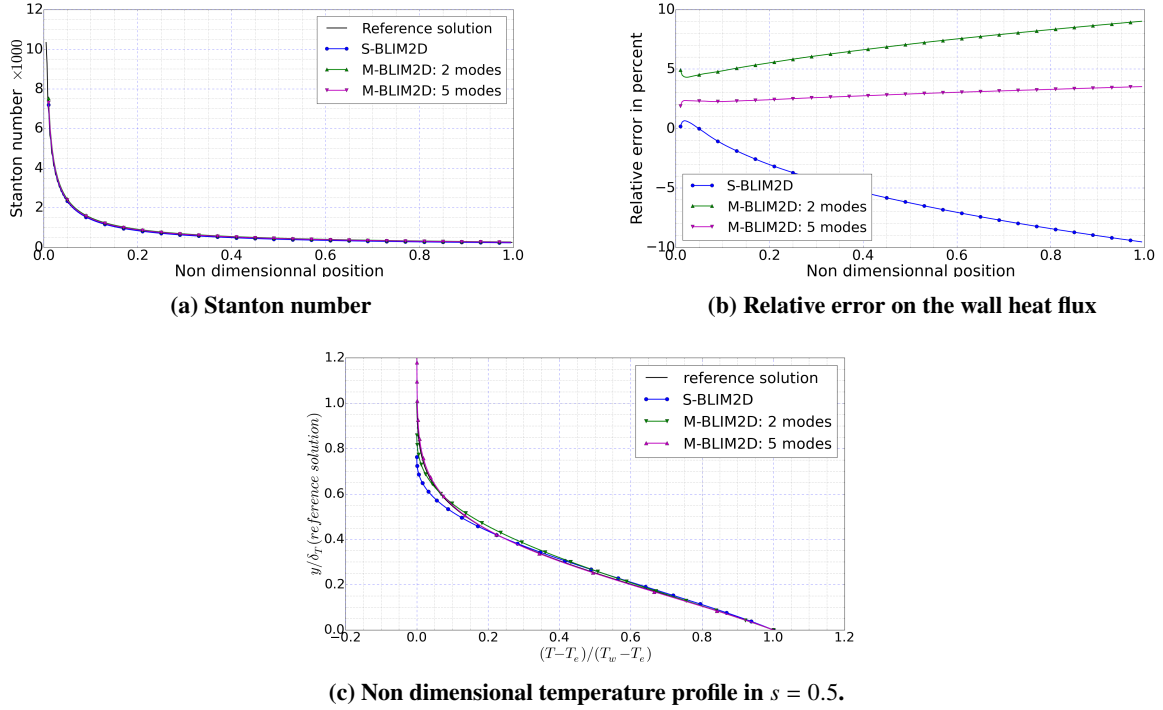 12
10
8
6
4
2
0
Stanton number ×1000
Reference solution
S-BLIM2D
M-BLIM2D: 2 modes
M-BLIM2D: 5 modes
0.0 0.2 0.4 0.6 0.8 1.0
Non dimensionnal position
(a) Stanton number
10
5
0
−5
−10
Relative error in percent
S-BLIM2D
M-BLIM2D: 2 modes
M-BLIM2D: 5 modes
0.0 0.2 0.4 0.6 0.8 1.0
Non dimensionnal position
(b) Relative error on the wall heat flux
1.2
1.0
0.8
0.6
0.4
0.2
0.0
y/δ_T (reference solution)
reference solution
S-BLIM2D
M-BLIM2D: 2 modes
M-BLIM2D: 5 modes
−0.2 0.0 0.2 0.4 0.6 0.8 1.0 1.2
(T−T_e)/(T_w−T_e)
(c) Non dimensional temperature profile in s = 0.5.